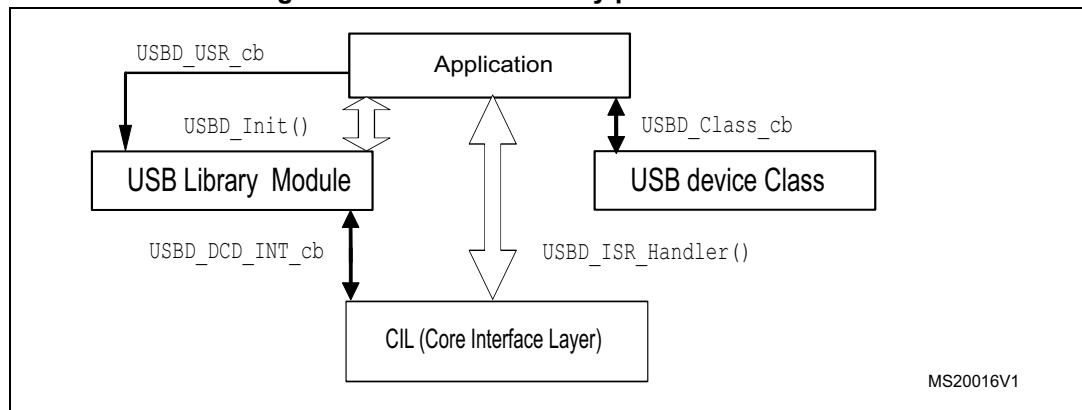 USBD_USR_cb
Application
USBD_Init()
USBD_Class_cb
USB Library Module
USB device Class
USBD_DCD_INT_cb
USBD_ISR_Handler()
CIL (Core Interface Layer)
MS20016V1